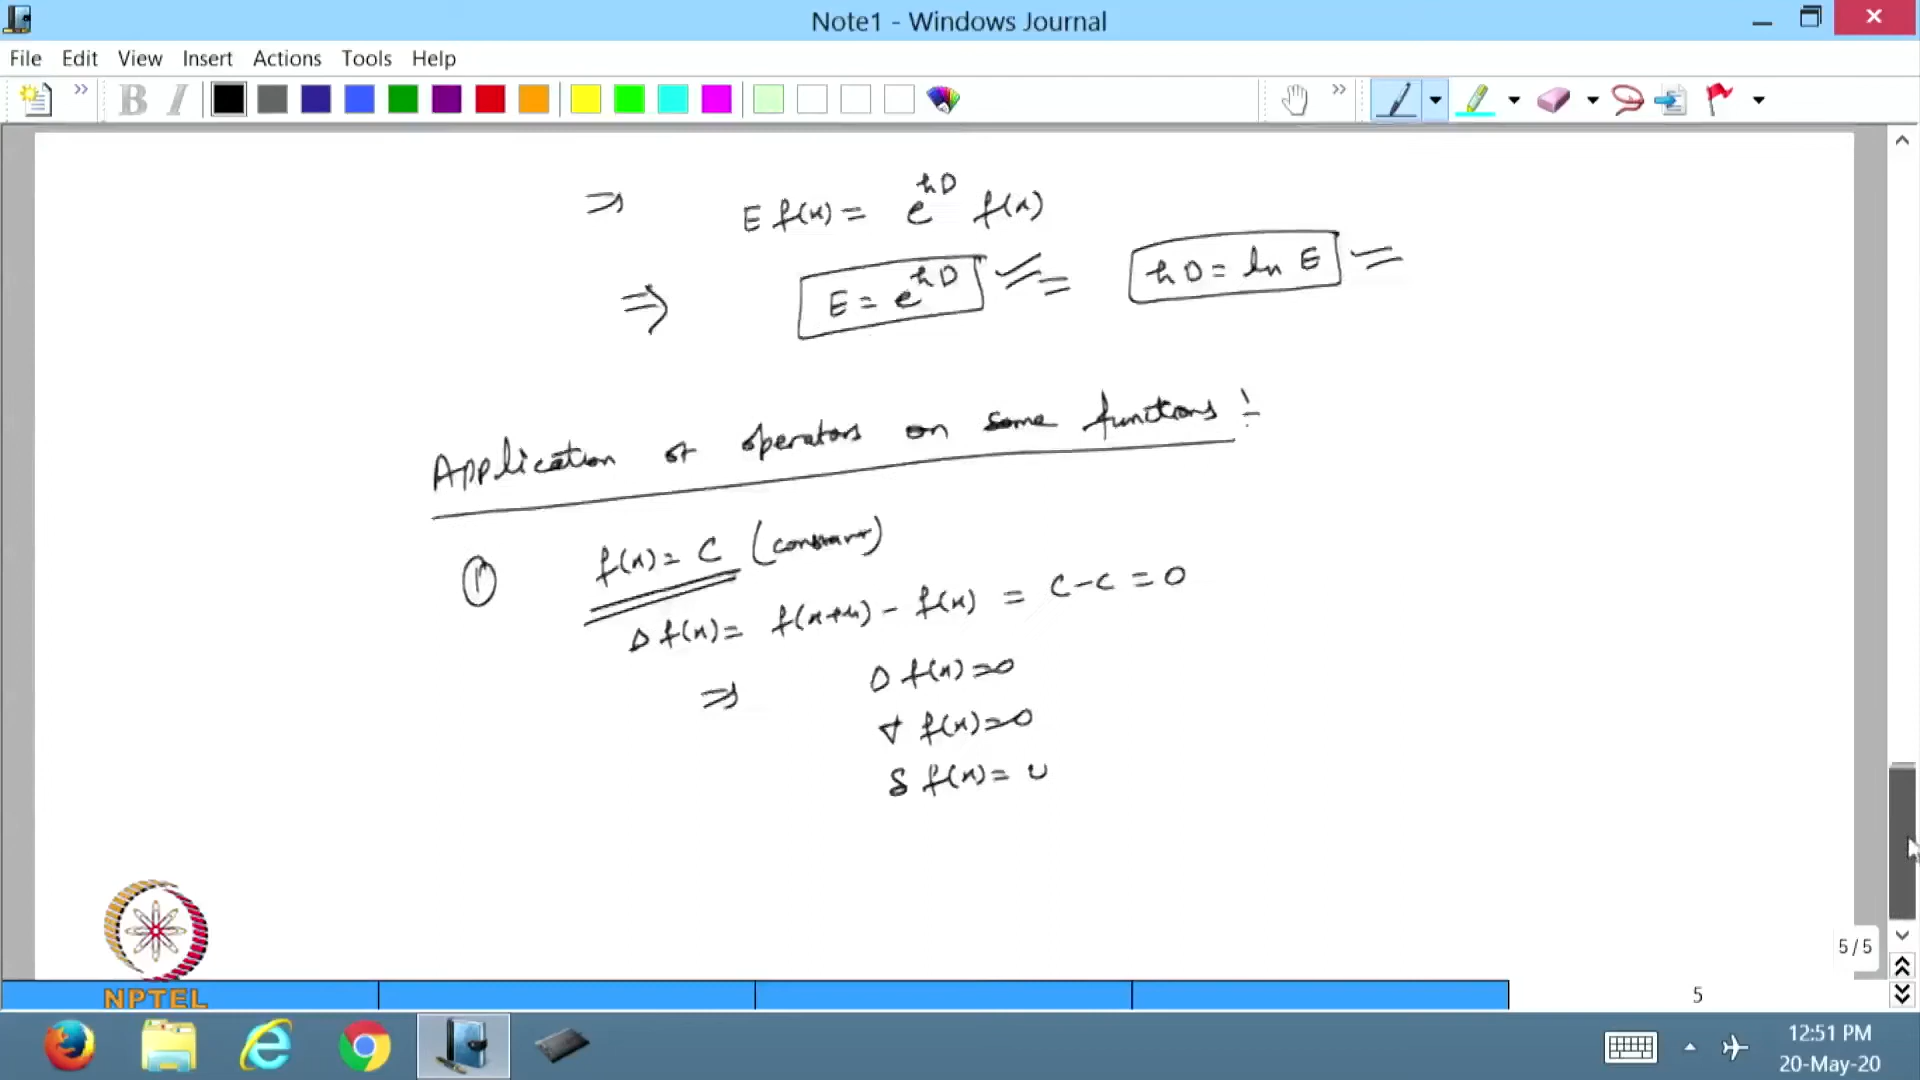 Note1 - Windows Journal
File Edit View Insert Actions Tools Help
B I
⇒ E f(x) = e^{hD} f(x)
⇒ E = e^{hD} hD = ln E
Application of operators on some functions :
① f(x) = C (constant)
Δ f(x) = f(x+h) - f(x) = C - C = 0
⇒ Δ f(x) = 0
∇ f(x) = 0
δ f(x) = 0
5/5
NPTEL
5
12:51 PM
20-May-20